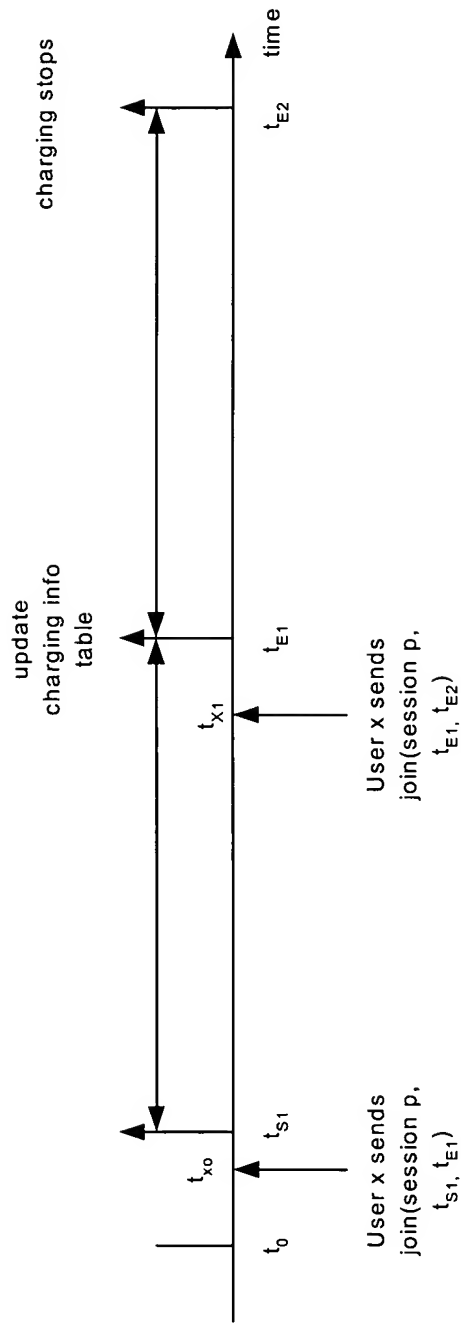 update
charging info
table
charging stops
t_xo
t_X1
t_0
t_S1
t_E1
t_E2
time
User x sends
join(session p,
t_S1, t_E1)
User x sends
join(session p,
t_E1, t_E2)